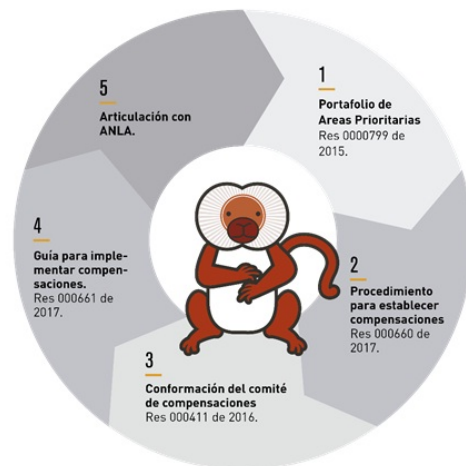 1
Portafolio de
Areas Prioritarias
Res 0000799 de
2015.
2
Procedimiento
para establecer
compensaciones
Res 000660 de
2017.
3
Conformación del comité
de compensaciones
Res 000411 de 2016.
4
Guía para imple-
mentar compen-
saciones.
Res 000661 de
2017.
5
Articulación con
ANLA.